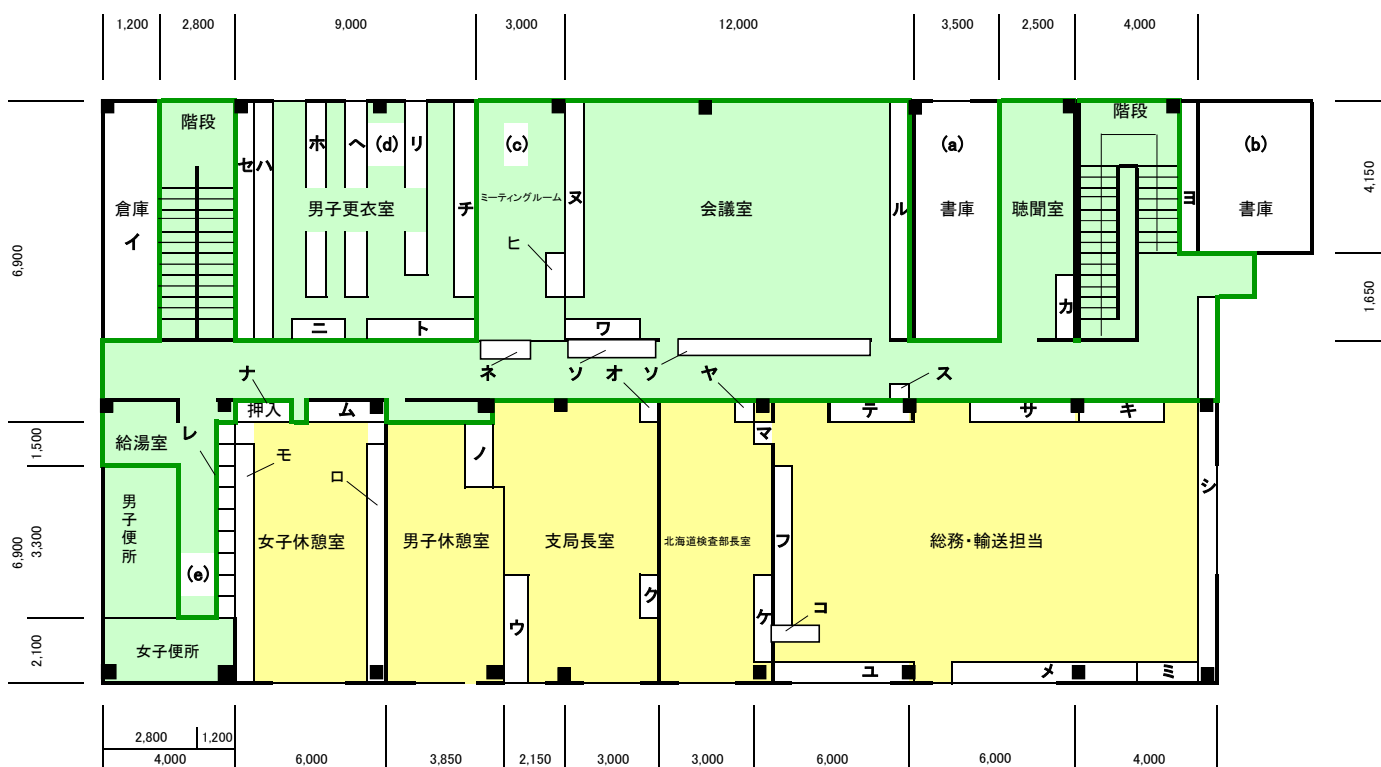 1,200
2,800
9,000
3,000
12,000
3,500
2,500
4,000
階段
階段
ホ
ヘ
(d)
リ
(c)
(a)
(b)
セ
ハ
6,900
4,150
倉庫
イ
男子更衣室
チ
ミーティングルーム
ヌ
会議室
ル
書庫
聴聞室
ヨ
書庫
ヒ
カ
1,650
ニ
ト
ワ
ナ
ネ
ソ
オ
ソ
ヤ
ス
押入
ム
テ
サ
キ
1,500
給湯室
レ
モ
ロ
ノ
マ
シ
6,900
3,300
男子便所
女子休憩室
男子休憩室
支局長室
北海道検査部長室
フ
総務・輸送担当
(e)
ク
ケ
コ
ウ
2,100
女子便所
ユ
メ
ミ
2,800
1,200
4,000
6,000
3,850
2,150
3,000
3,000
6,000
6,000
4,000